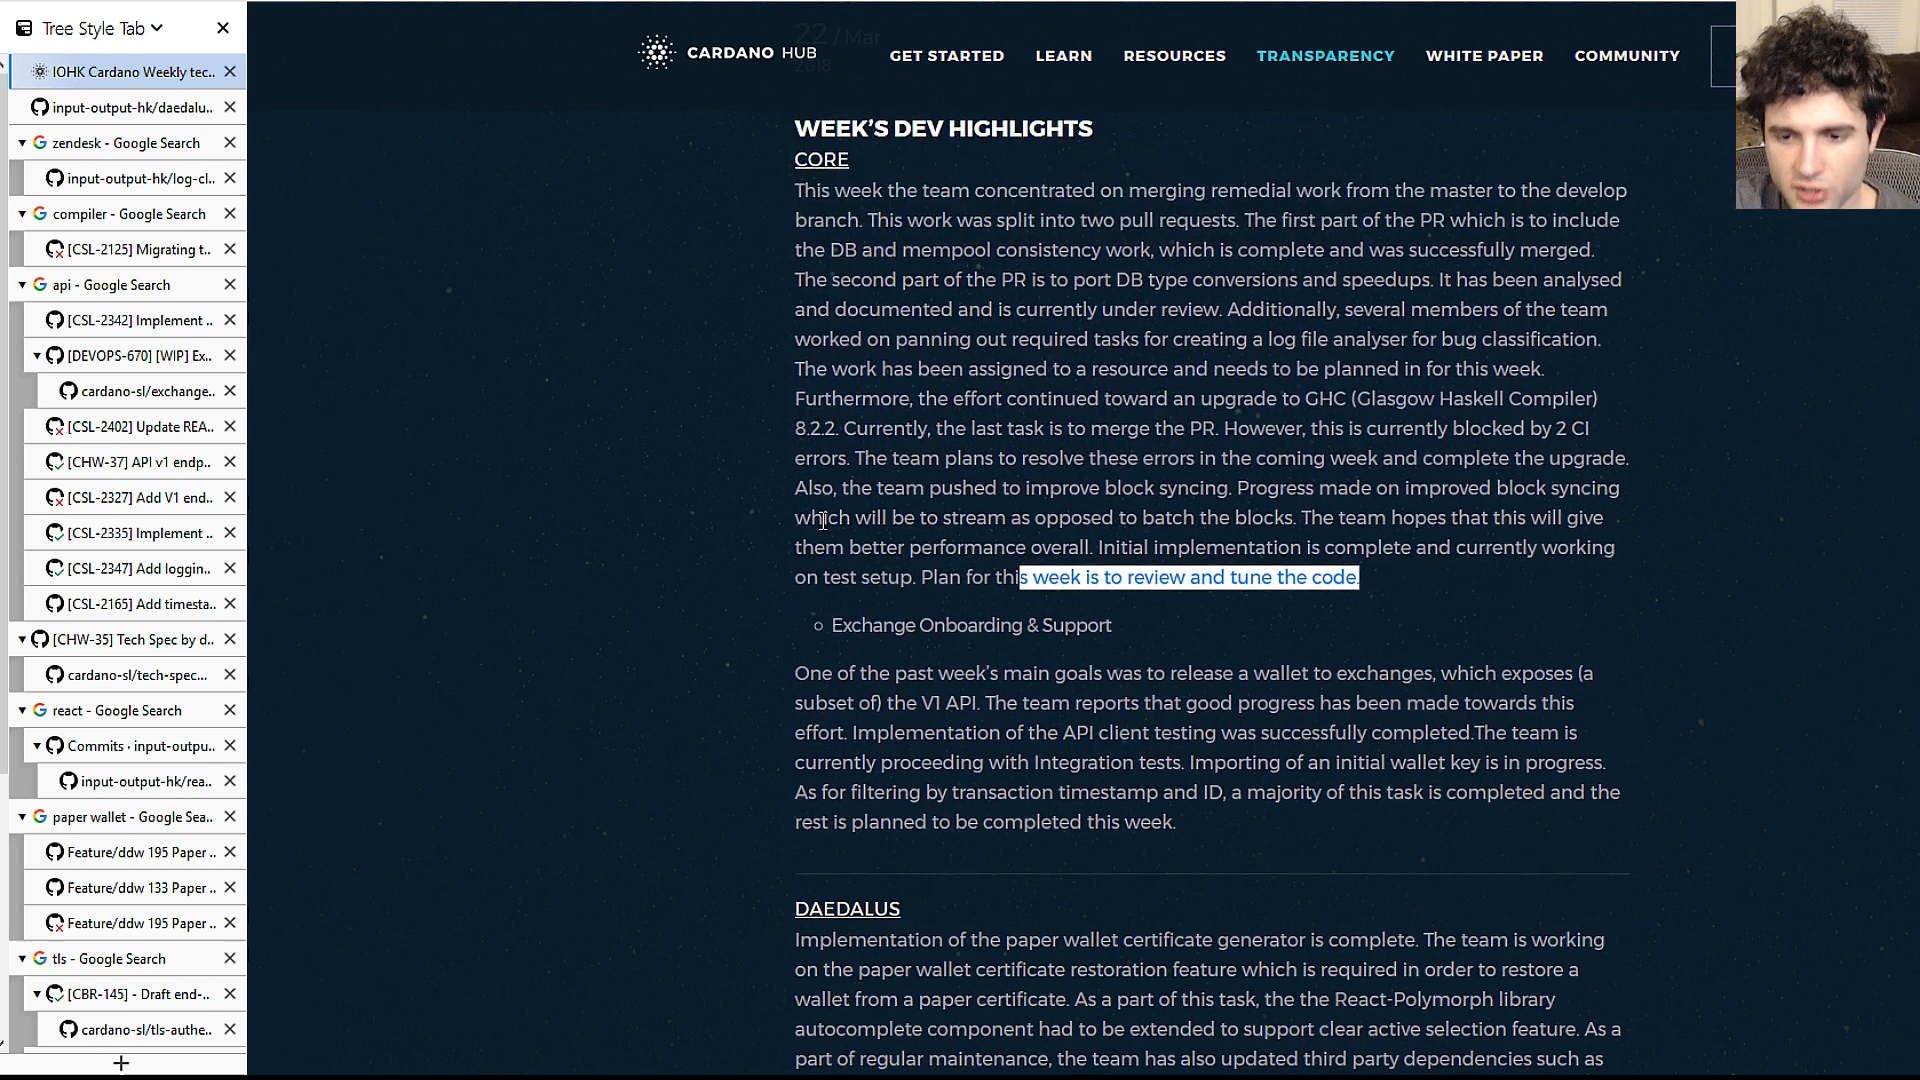 Tree Style Tab
IOHK Cardano Weekly tec..
input-output-hk/daedalu..
zendesk - Google Search
input-output-hk/log-cl..
compiler - Google Search
[CSL-2125] Migrating t..
api - Google Search
[CSL-2342] Implement ..
[DEVOPS-670] [WIP] Ex..
cardano-sl/exchange..
[CSL-2402] Update REA..
[CHW-37] API v1 endp..
[CSL-2327] Add V1 end..
[CSL-2335] Implement ..
[CSL-2347] Add loggin..
[CSL-2165] Add timesta..
[CHW-35] Tech Spec by d..
cardano-sl/tech-spec...
react - Google Search
Commits · input-outpu..
input-output-hk/rea..
paper wallet - Google Sea..
Feature/ddw 195 Paper ..
Feature/ddw 133 Paper ..
Feature/ddw 195 Paper ..
tls - Google Search
[CBR-145] - Draft end-..
cardano-sl/tls-authe..
22 / Mar
2018
CARDANO HUB
GET STARTED LEARN RESOURCES TRANSPARENCY WHITE PAPER COMMUNITY
WEEK'S DEV HIGHLIGHTS
CORE
This week the team concentrated on merging remedial work from the master to the develop
branch. This work was split into two pull requests. The first part of the PR which is to include
the DB and mempool consistency work, which is complete and was successfully merged.
The second part of the PR is to port DB type conversions and speedups. It has been analysed
and documented and is currently under review. Additionally, several members of the team
worked on panning out required tasks for creating a log file analyser for bug classification.
The work has been assigned to a resource and needs to be planned in for this week.
Furthermore, the effort continued toward an upgrade to GHC (Glasgow Haskell Compiler)
8.2.2. Currently, the last task is to merge the PR. However, this is currently blocked by 2 CI
errors. The team plans to resolve these errors in the coming week and complete the upgrade.
Also, the team pushed to improve block syncing. Progress made on improved block syncing
which will be to stream as opposed to batch the blocks. The team hopes that this will give
them better performance overall. Initial implementation is complete and currently working
on test setup. Plan for this week is to review and tune the code.
Exchange Onboarding & Support
One of the past week's main goals was to release a wallet to exchanges, which exposes (a
subset of) the V1 API. The team reports that good progress has been made towards this
effort. Implementation of the API client testing was successfully completed.The team is
currently proceeding with Integration tests. Importing of an initial wallet key is in progress.
As for filtering by transaction timestamp and ID, a majority of this task is completed and the
rest is planned to be completed this week.
DAEDALUS
Implementation of the paper wallet certificate generator is complete. The team is working
on the paper wallet certificate restoration feature which is required in order to restore a
wallet from a paper certificate. As a part of this task, the the React-Polymorph library
autocomplete component had to be extended to support clear active selection feature. As a
part of regular maintenance, the team has also updated third party dependencies such as